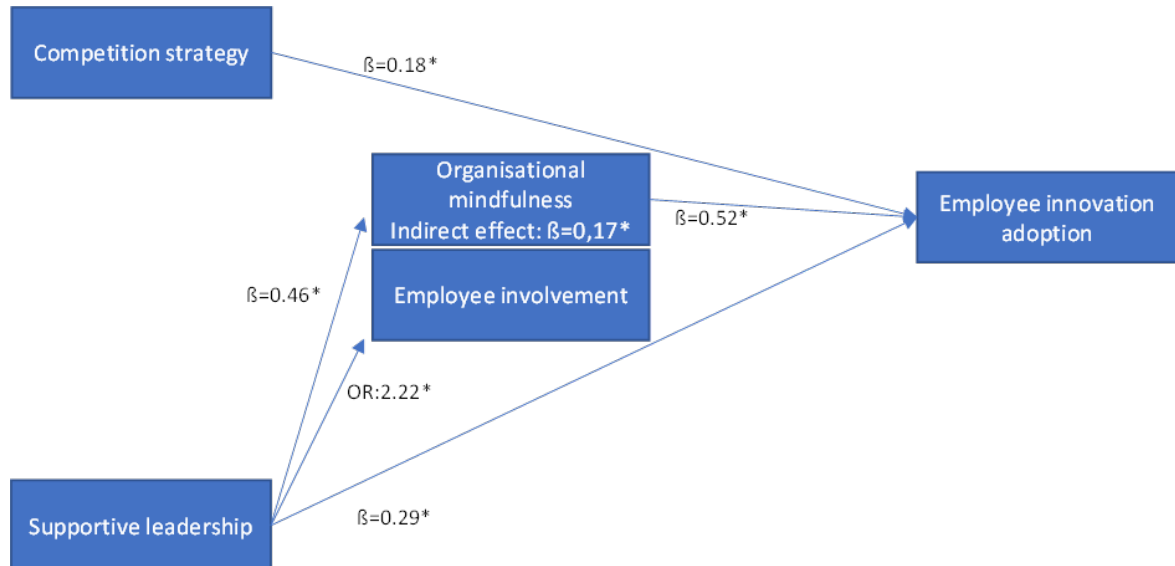 Competition strategy
ß=0.18*
Organisational
mindfulness
Indirect effect: ß=0,17*
ß=0.52*
Employee innovation
adoption
ß=0.46*
Employee involvement
OR:2.22*
Supportive leadership
ß=0.29*